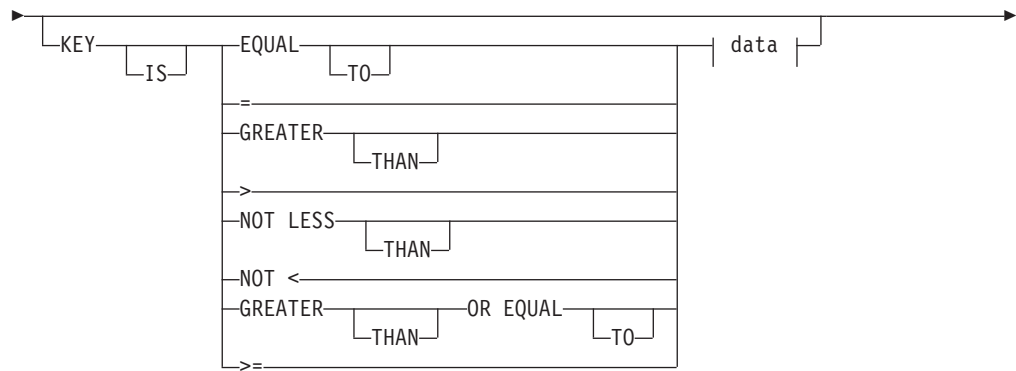 KEY EQUAL data
IS TO
=
GREATER
THAN
>
NOT LESS
THAN
NOT <
GREATER OR EQUAL
THAN TO
>=